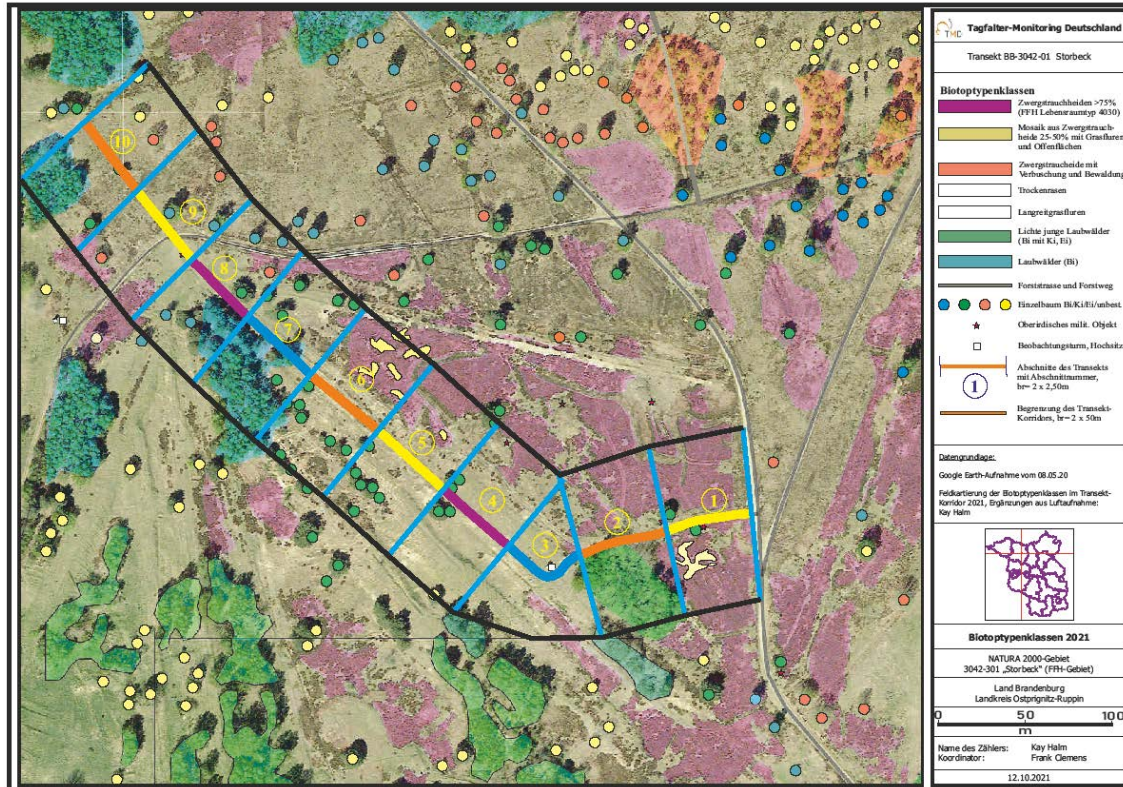 TMD
Tagfalter-Monitoring Deutschland
Transekt BB-3042-01 Storbeck
Biotoptypenklassen
Zwergstrauchheiden >75%
(FFH Lebensraumtyp 4030)
Mosaik aus Zwergstrauch-
heide 25-50% mit Grasfluren
und Offenflächen
Zwergstraucheide mit
Verbuschung und Bewaldung
Trockenrasen
Langreitgrasfluren
Lichte junge Laubwälder
(Bi mit Ki, Ei)
Laubwälder (Bi)
Forststrasse und Forstweg
Einzelbaum Bi/Ki/Ei/unbest.
Oberirdisches milit. Objekt
Beobachtungsturm, Hochsitz
Abschnitte des Transekts
mit Abschnittnummer,
br= 2 x 2,50m
1
Begrenzung des Transekt-
Korridors, br= 2 x 50m
Datengrundlage:
Google Earth-Aufnahme vom 08.05.20
Feldkartierung der Biotoptypenklassen im Transekt-
Korridor 2021, Ergänzungen aus Luftaufnahme:
Kay Halm
Biotoptypenklassen 2021
NATURA 2000-Gebiet
3042-301 „Storbeck“ (FFH-Gebiet)
Land Brandenburg
Landkreis Ostprignitz-Ruppin
0 50 100
m
Name des Zählers: Kay Halm
Koordinator: Frank Clemens
12.10.2021
10
9
8
7
6
5
4
3
2
1